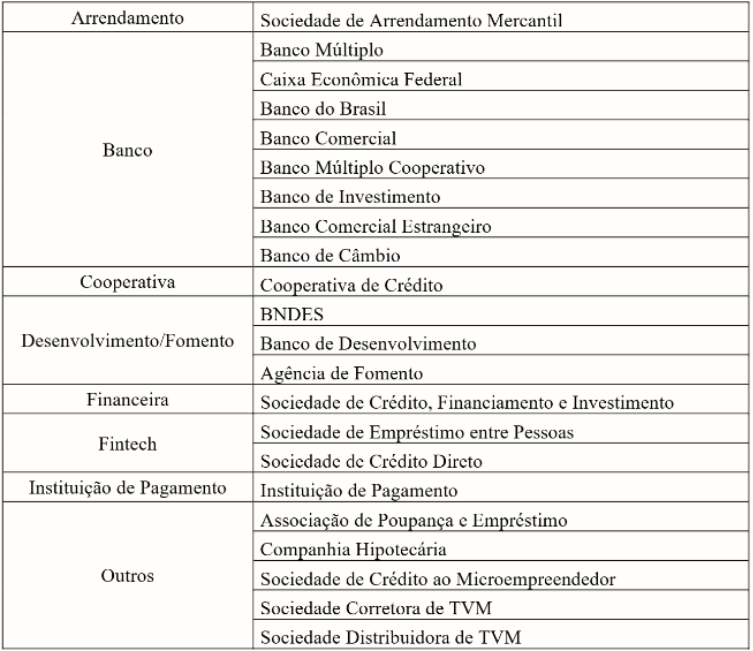 Arrendamento Sociedade de Arrendamento Mercantil
Banco Banco Múltiplo
Caixa Econômica Federal
Banco do Brasil
Banco Comercial
Banco Múltiplo Cooperativo
Banco de Investimento
Banco Comercial Estrangeiro
Banco de Câmbio
Cooperativa Cooperativa de Crédito
Desenvolvimento/Fomento BNDES
Banco de Desenvolvimento
Agência de Fomento
Financeira Sociedade de Crédito, Financiamento e Investimento
Fintech Sociedade de Empréstimo entre Pessoas
Sociedade de Crédito Direto
Instituição de Pagamento Instituição de Pagamento
Outros Associação de Poupança e Empréstimo
Companhia Hipotecária
Sociedade de Crédito ao Microempreendedor
Sociedade Corretora de TVM
Sociedade Distribuidora de TVM